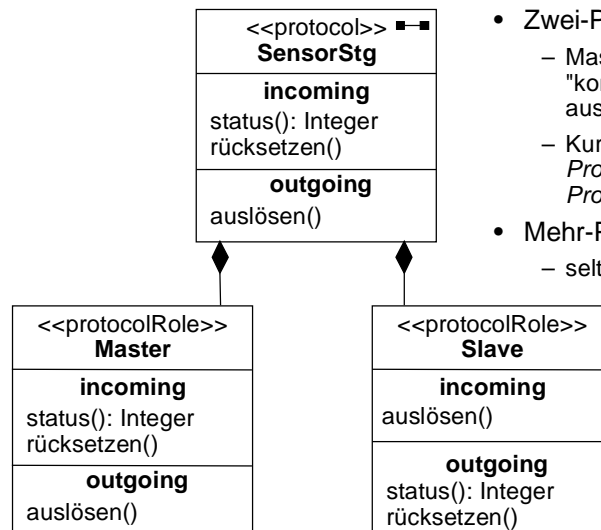 <<protocol>>
SensorStg
incoming
status(): Integer
rücksetzen()
outgoing
auslösen()
• Zwei-P
– Mas
"kor
aus
– Kur
Pro
Pro
• Mehr-P
– selt
<<protocolRole>>
Master
incoming
status(): Integer
rücksetzen()
outgoing
auslösen()
<<protocolRole>>
Slave
incoming
auslösen()
outgoing
status(): Integer
rücksetzen()